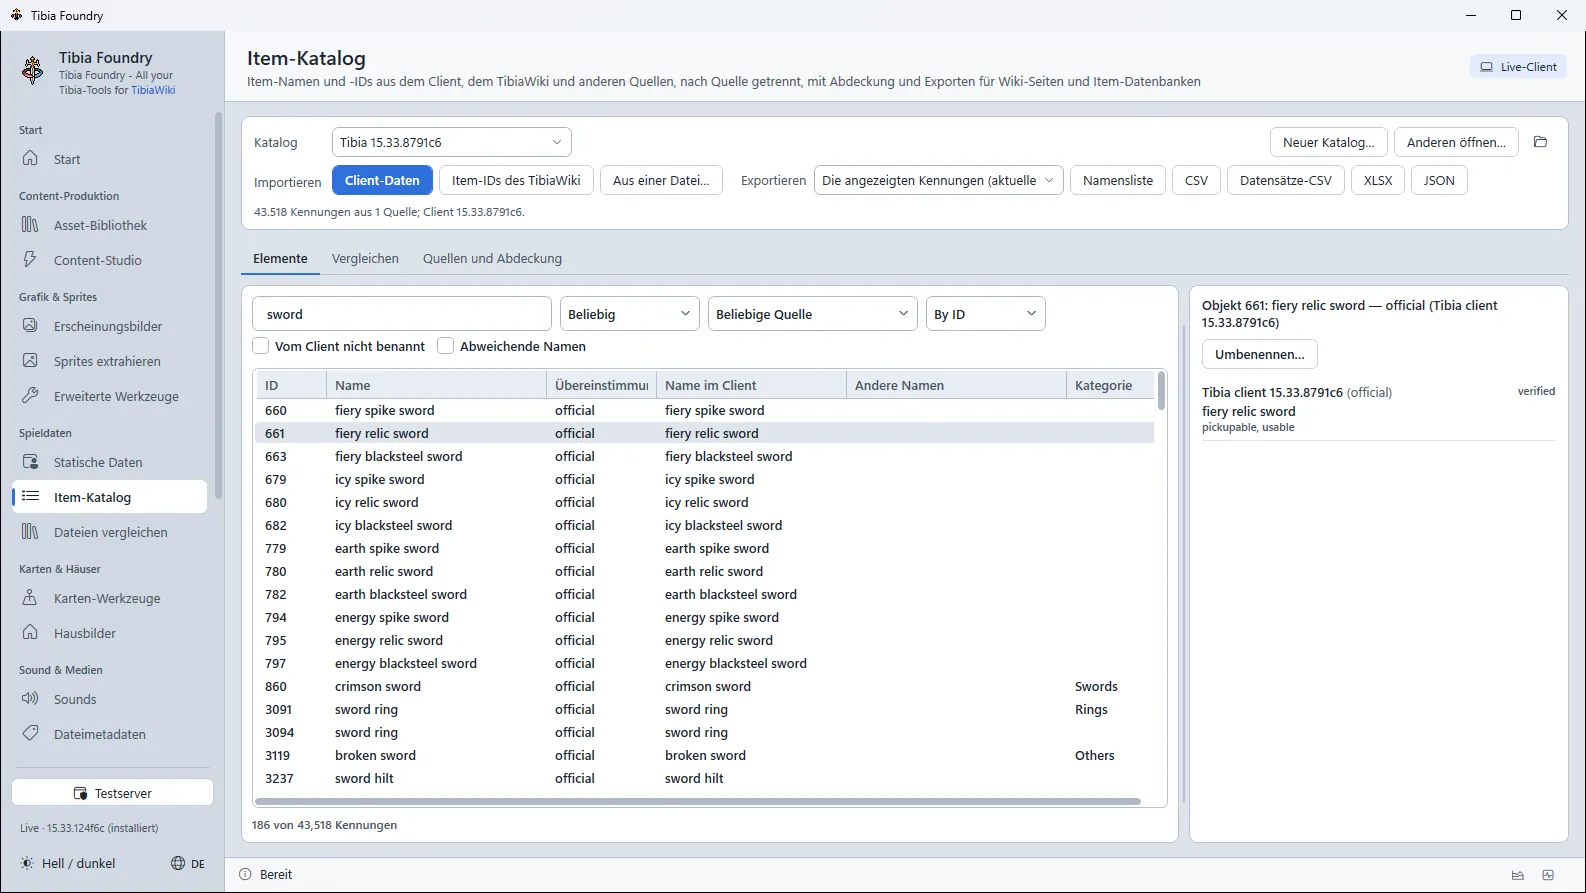 Tibia Foundry
Tibia Foundry
Tibia Foundry - All your
Tibia-Tools for TibiaWiki
Start
Start
Content-Produktion
Asset-Bibliothek
Content-Studio
Grafik & Sprites
Erscheinungsbilder
Sprites extrahieren
Erweiterte Werkzeuge
Spieldaten
Statische Daten
Item-Katalog
Dateien vergleichen
Karten & Häuser
Karten-Werkzeuge
Hausbilder
Sound & Medien
Sounds
Dateimetadaten
Testserver
Live · 15.33.124f6c (installiert)
Hell / dunkel DE
Item-Katalog
Item-Namen und -IDs aus dem Client, dem TibiaWiki und anderen Quellen, nach Quelle getrennt, mit Abdeckung und Exporten für Wiki-Seiten und Item-Datenbanken
Live-Client
Katalog Tibia 15.33.8791c6 Neuer Katalog... Anderen öffnen...
Importieren Client-Daten Item-IDs des TibiaWiki Aus einer Datei... Exportieren Die angezeigten Kennungen (aktuelle Namensliste CSV Datensätze-CSV XLSX JSON
43.518 Kennungen aus 1 Quelle; Client 15.33.8791c6.
Elemente Vergleichen Quellen und Abdeckung
sword Beliebig Beliebige Quelle By ID
Vom Client nicht benannt Abweichende Namen
ID Name Übereinstimmu Name im Client Andere Namen Kategorie
660 fiery spike sword official fiery spike sword
661 fiery relic sword official fiery relic sword
663 fiery blacksteel sword official fiery blacksteel sword
679 icy spike sword official icy spike sword
680 icy relic sword official icy relic sword
682 icy blacksteel sword official icy blacksteel sword
779 earth spike sword official earth spike sword
780 earth relic sword official earth relic sword
782 earth blacksteel sword official earth blacksteel sword
794 energy spike sword official energy spike sword
795 energy relic sword official energy relic sword
797 energy blacksteel sword official energy blacksteel sword
860 crimson sword official crimson sword Swords
3091 sword ring official sword ring Rings
3094 sword ring official sword ring
3119 broken sword official broken sword Others
3237 sword hilt official sword hilt
186 von 43,518 Kennungen
Objekt 661: fiery relic sword — official (Tibia client
15.33.8791c6)
Umbenennen...
Tibia client 15.33.8791c6 (official) verified
fiery relic sword
pickupable, usable
Bereit